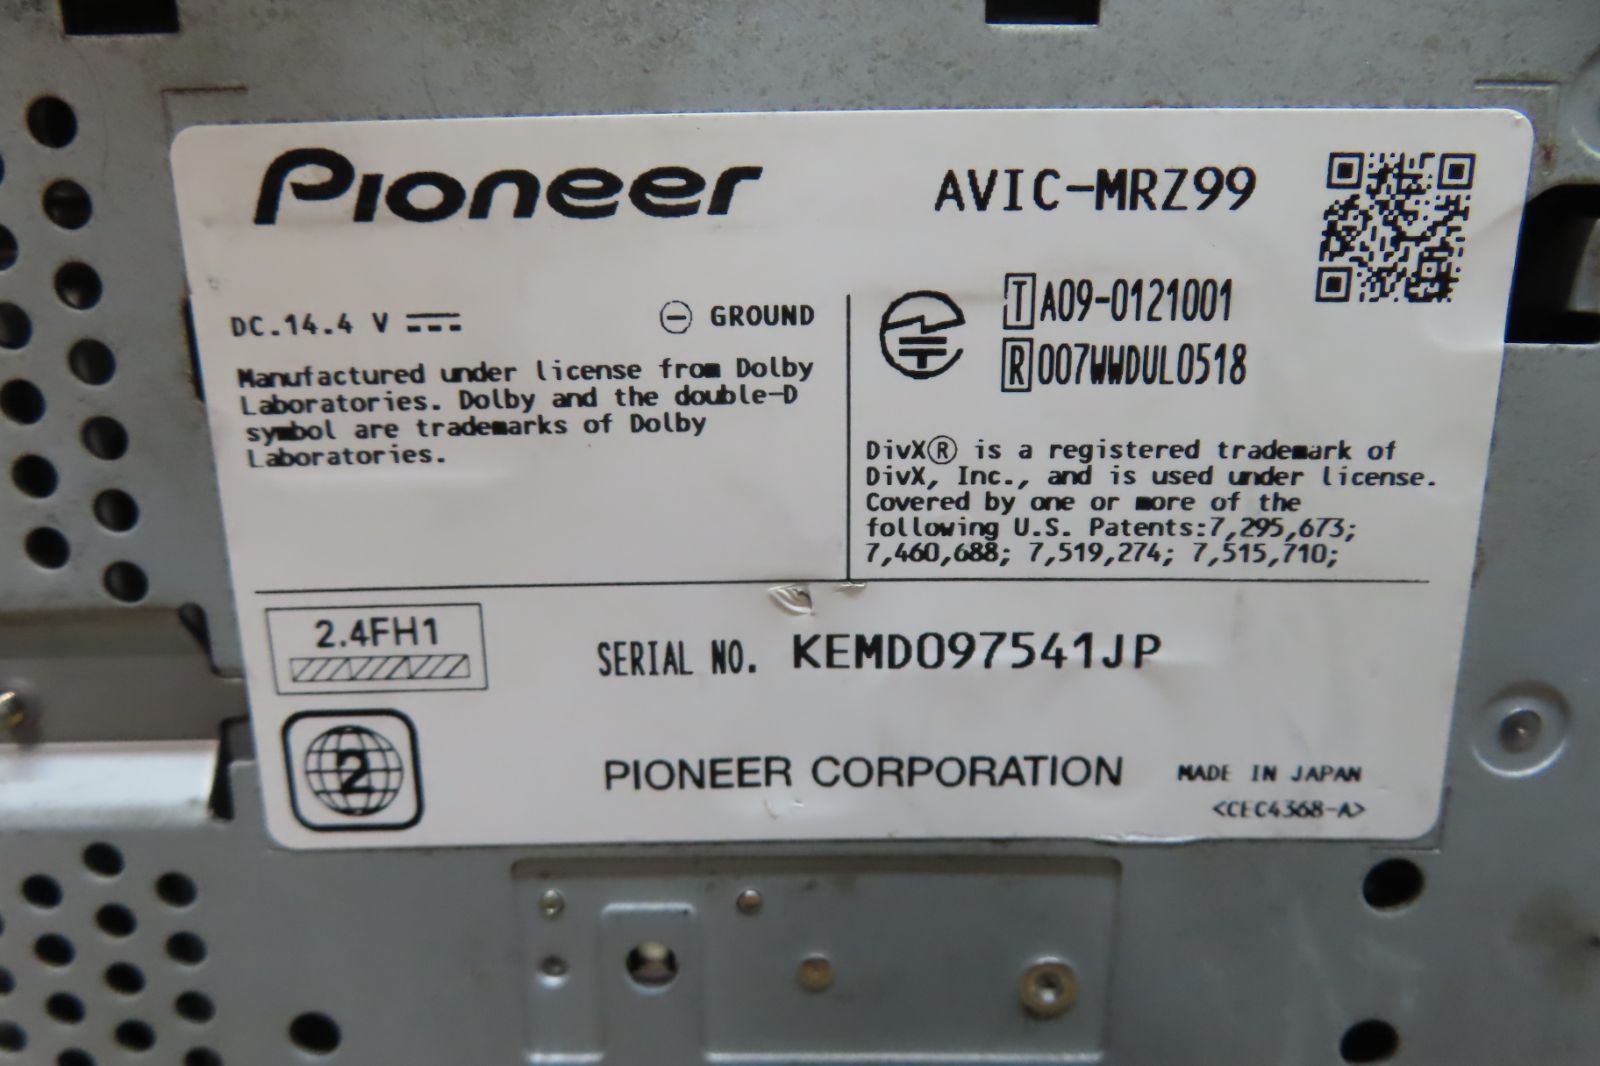 Pioneer
AVIC-MRZ99
DC.14.4 V
⊖ GROUND
Manufactured under license from Dolby
Laboratories. Dolby and the double-D
symbol are trademarks of Dolby
Laboratories.
T A09-0121001
R 007WWDUL0518
DivX® is a registered trademark of
DivX, Inc., and is used under license.
Covered by one or more of the
following U.S. Patents:7,295,673;
7,460,688; 7,519,274; 7,515,710;
2.4FH1
SERIAL NO. KEMD097541JP
2
PIONEER CORPORATION
MADE IN JAPAN
<CEC4368-A>